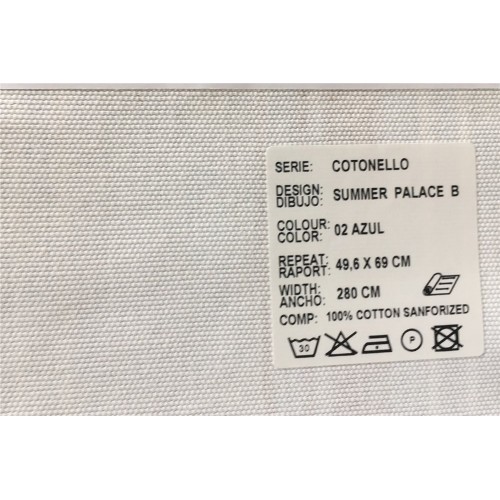 SERIE: COTONELLO
DESIGN:
DIBUJO: SUMMER PALACE B
COLOUR:
COLOR: 02 AZUL
REPEAT:
RAPORT: 49,6 X 69 CM
WIDTH:
ANCHO: 280 CM
COMP: 100% COTTON SANFORIZED
30 P